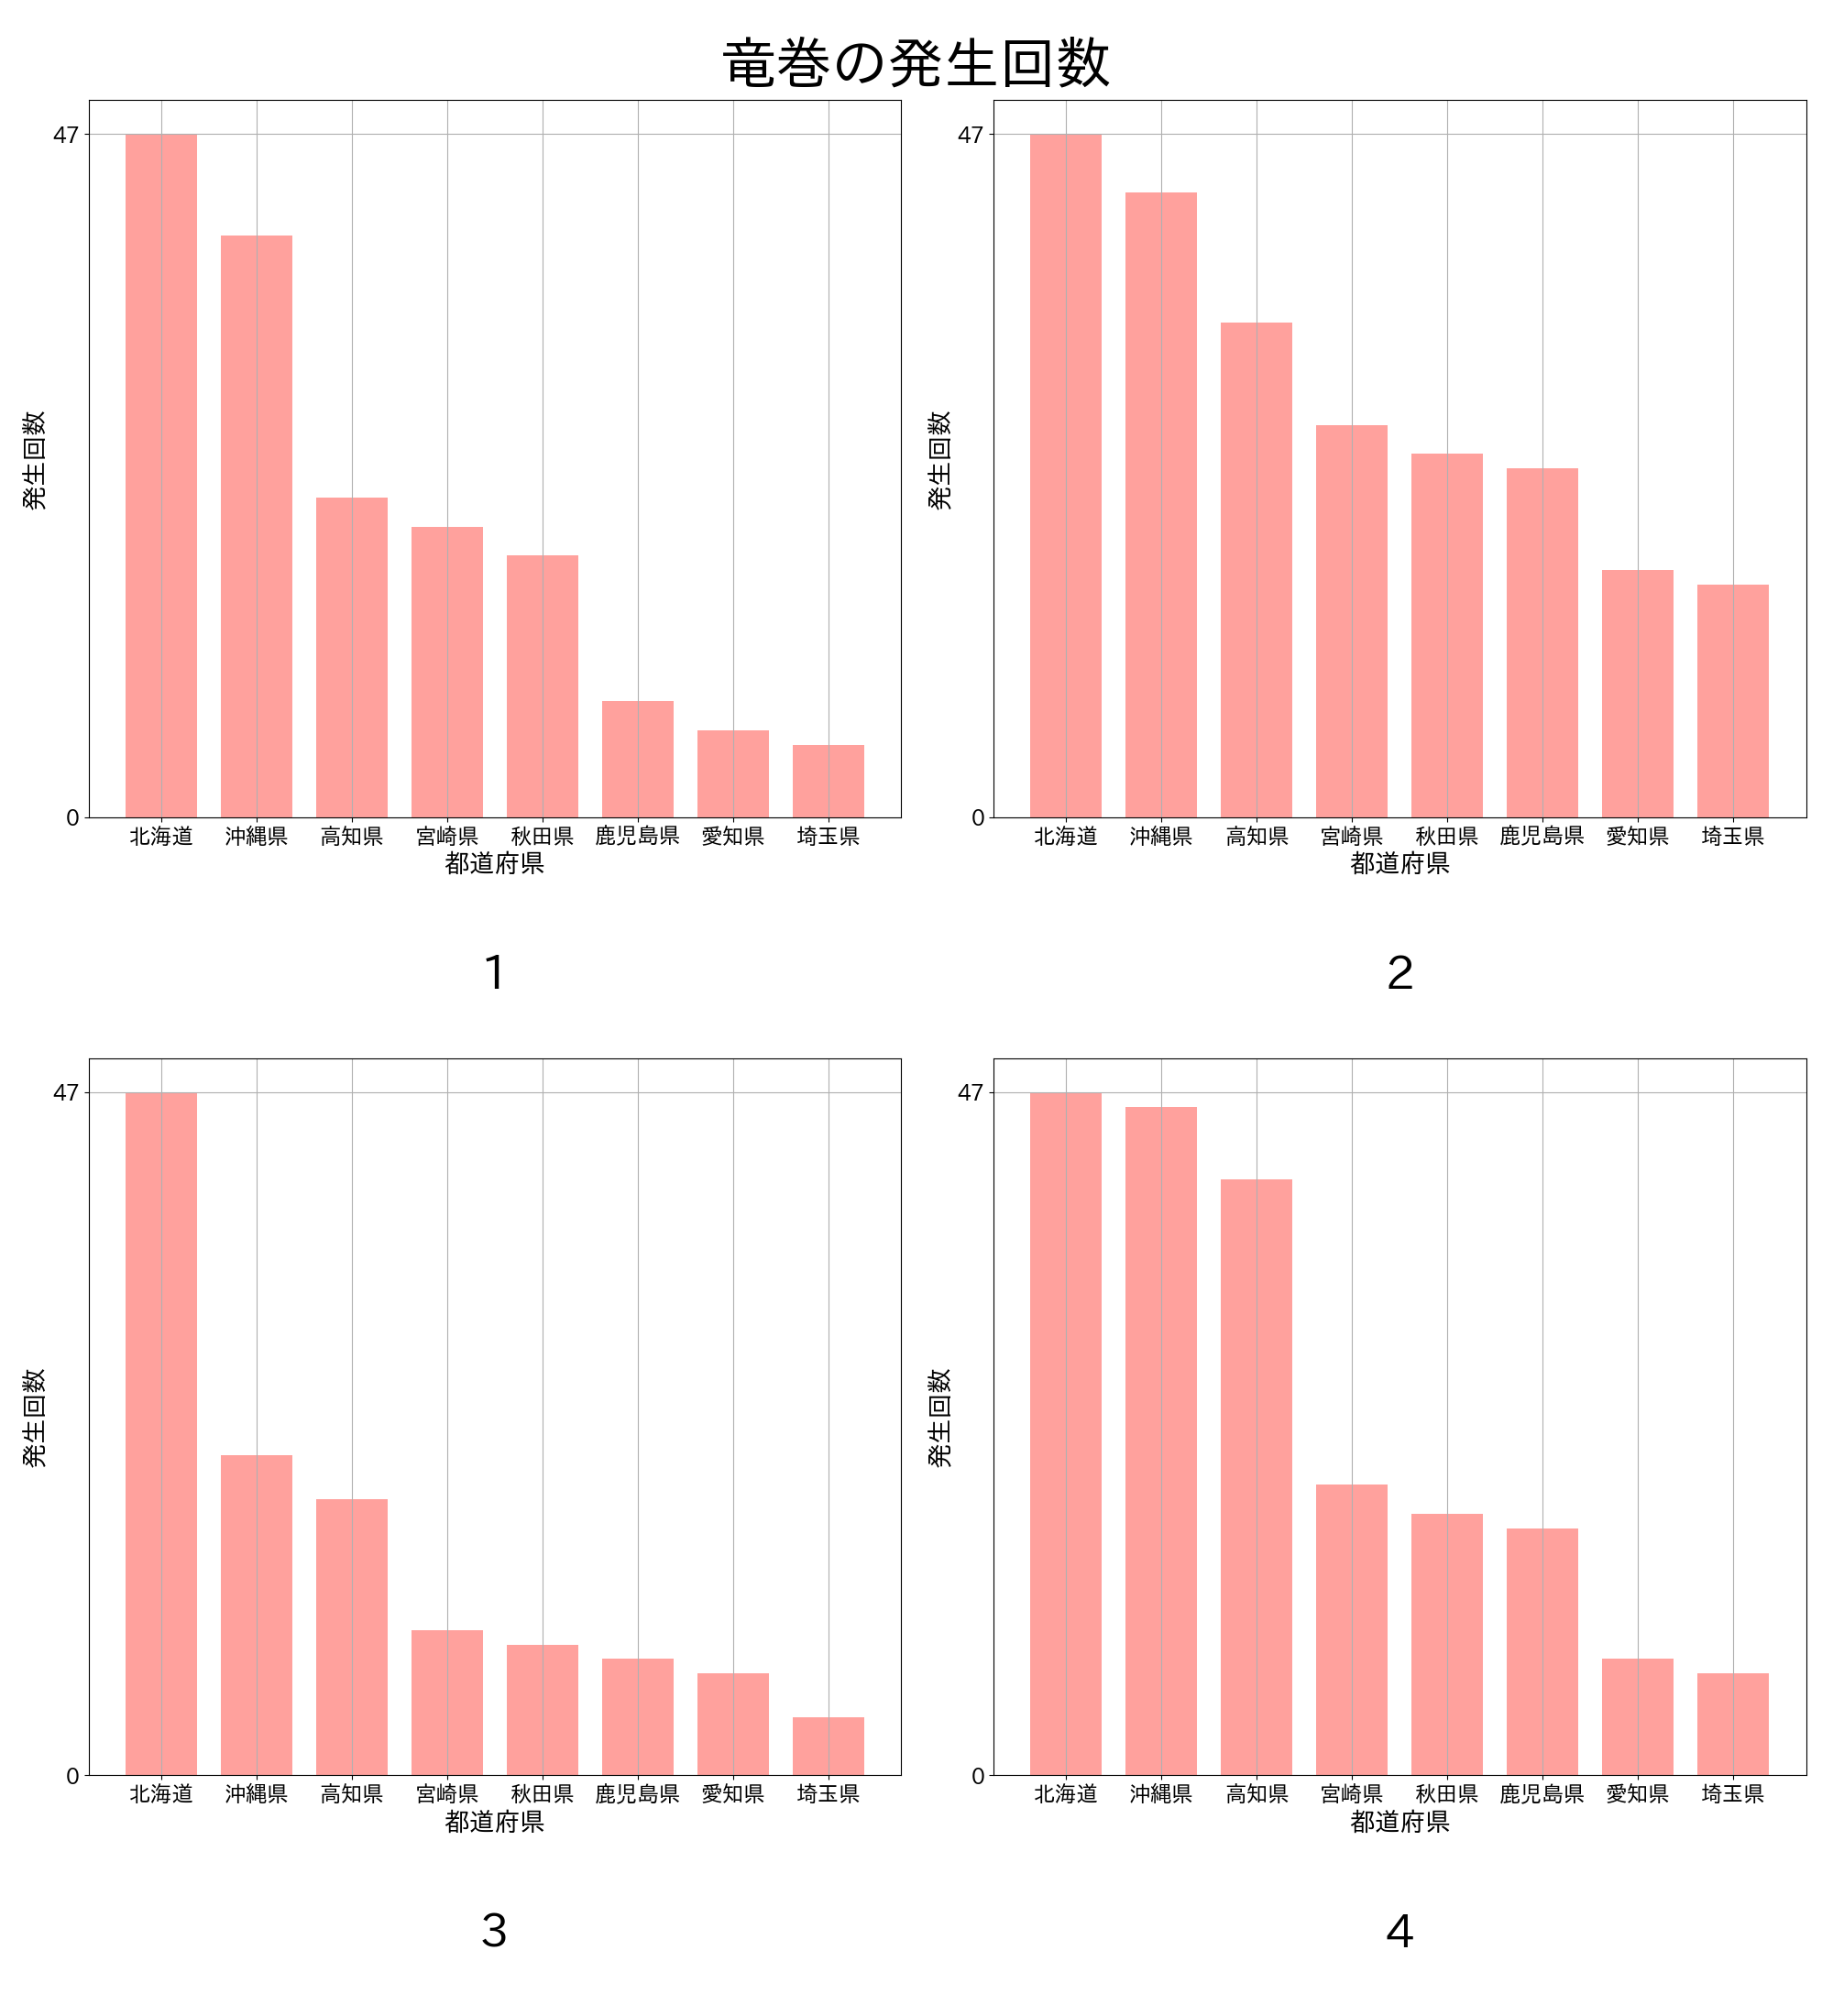 竜巻の発生回数
47
0
発生回数
北海道 沖縄県 高知県 宮崎県 秋田県 鹿児島県 愛知県 埼玉県
都道府県
1
47
0
発生回数
北海道 沖縄県 高知県 宮崎県 秋田県 鹿児島県 愛知県 埼玉県
都道府県
2
47
0
発生回数
北海道 沖縄県 高知県 宮崎県 秋田県 鹿児島県 愛知県 埼玉県
都道府県
3
47
0
発生回数
北海道 沖縄県 高知県 宮崎県 秋田県 鹿児島県 愛知県 埼玉県
都道府県
4